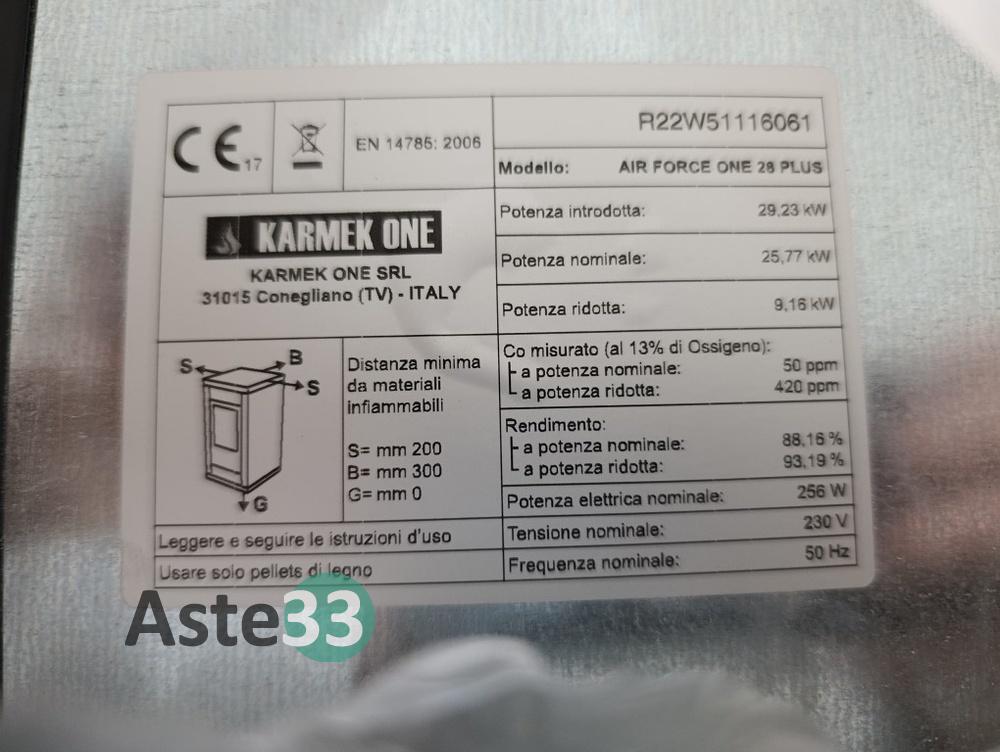 CE 17
EN 14785: 2006
KARMEK ONE
KARMEK ONE SRL
31015 Conegliano (TV) - ITALY
S B S G
Distanza minima
da materiali
infiammabili
S= mm 200
B= mm 300
G= mm 0
Leggere e seguire le istruzioni d'uso
Usare solo pellets di legno
R22W51116061
Modello: AIR FORCE ONE 28 PLUS
Potenza introdotta: 29,23 kW
Potenza nominale: 25,77 kW
Potenza ridotta: 9,16 kW
Co misurato (al 13% di Ossigeno):
a potenza nominale: 50 ppm
a potenza ridotta: 420 ppm
Rendimento:
a potenza nominale: 88,16 %
a potenza ridotta: 93,19 %
Potenza elettrica nominale: 256 W
Tensione nominale: 230 V
Frequenza nominale: 50 Hz
Aste33